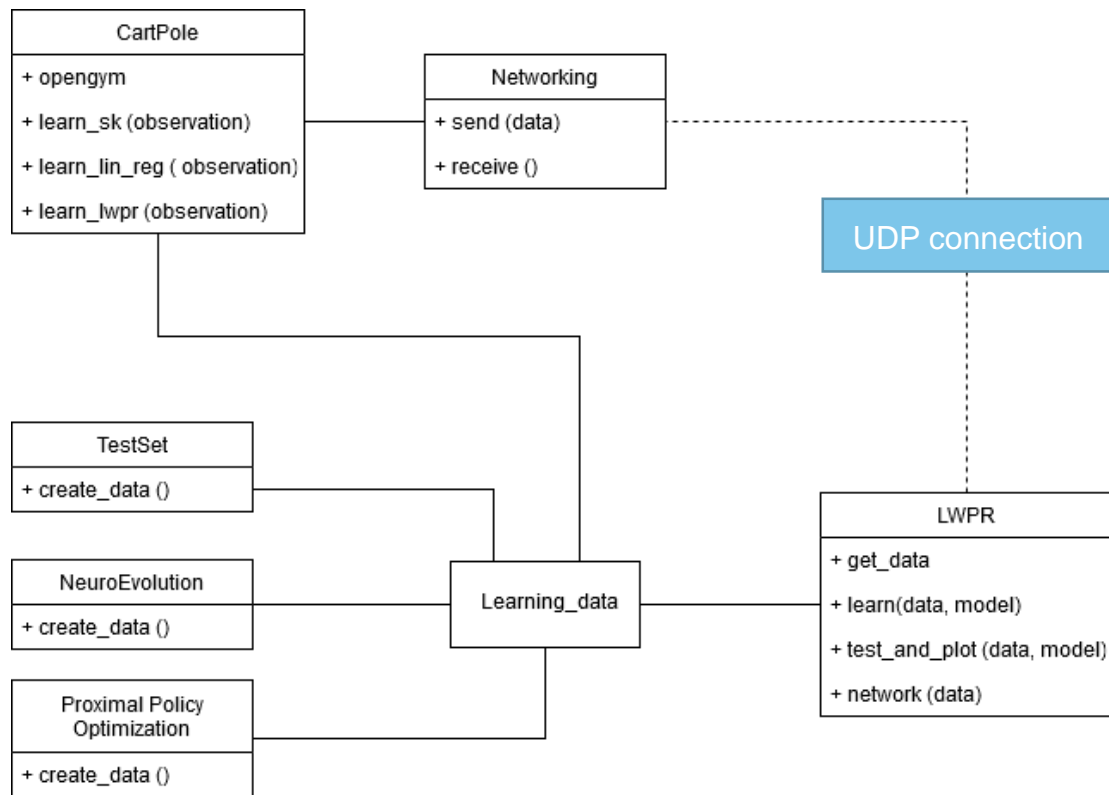 CartPole
+ opengym
+ learn_sk (observation)
+ learn_lin_reg ( observation)
+ learn_lwpr (observation)
Networking
+ send (data)
+ receive ()
UDP connection
TestSet
+ create_data ()
NeuroEvolution
+ create_data ()
Proximal Policy
Optimization
+ create_data ()
Learning_data
LWPR
+ get_data
+ learn(data, model)
+ test_and_plot (data, model)
+ network (data)